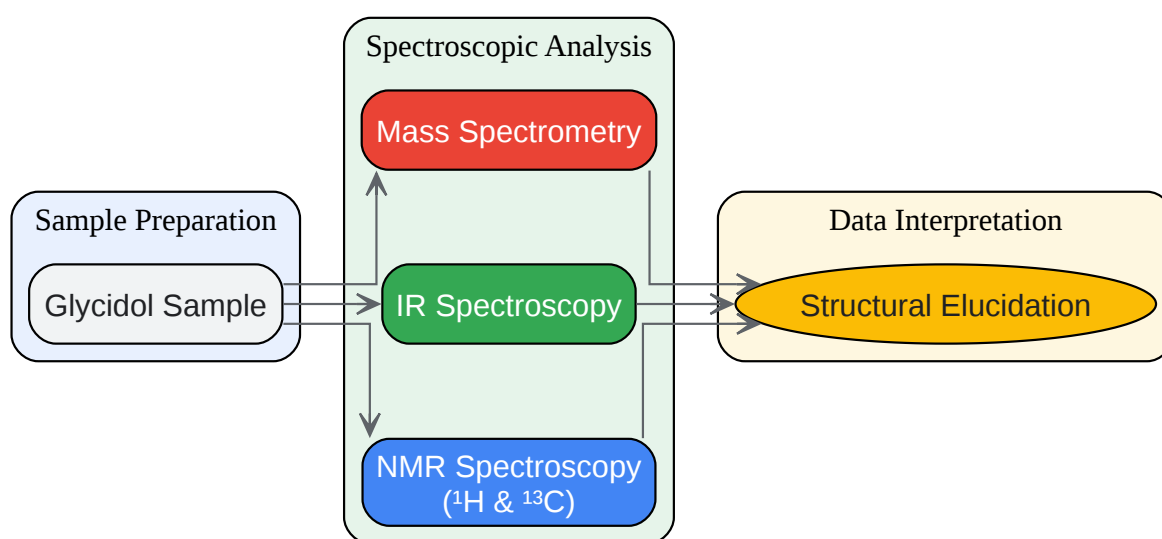 Sample Preparation
Glycidol Sample
Spectroscopic Analysis
Mass Spectrometry
IR Spectroscopy
NMR Spectroscopy
(¹H & ¹³C)
Data Interpretation
Structural Elucidation